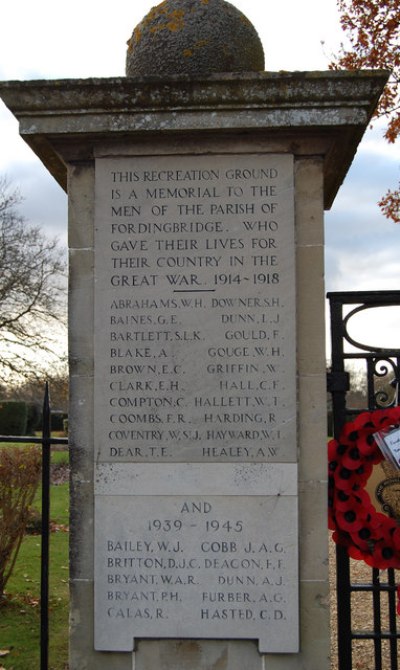 THIS RECREATION GROUND
IS A MEMORIAL TO THE
MEN OF THE PARISH OF
FORDINGBRIDGE. WHO
GAVE THEIR LIVES FOR
THEIR COUNTRY IN THE
GREAT WAR. 1914-1918
ABRAHAMS,W.H. DOWNER,S.H.
BAINES,G.E. DUNN,L.J.
BARTLETT,S.L.K. GOULD,F.
BLAKE,A. GOUGE,W.H.
BROWN,E.C. GRIFFIN,W.
CLARK,E.H. HALL,C.F.
COMPTON,C. HALLETT,W.T.
COOMBS,F.R. HARDING,R.
COVENTRY,W.S.J. HAYWARD,W.T.
DEAR,T.E. HEALEY,A.W.
AND
1939 - 1945
BAILEY, W.J. COBB J.A.G.
BRITTON,D.J.C. DEACON,F.F.
BRYANT,W.A.R. DUNN,A.J.
BRYANT,P.H. FURBER,A.G.
CALAS,R. HASTED,C.D.